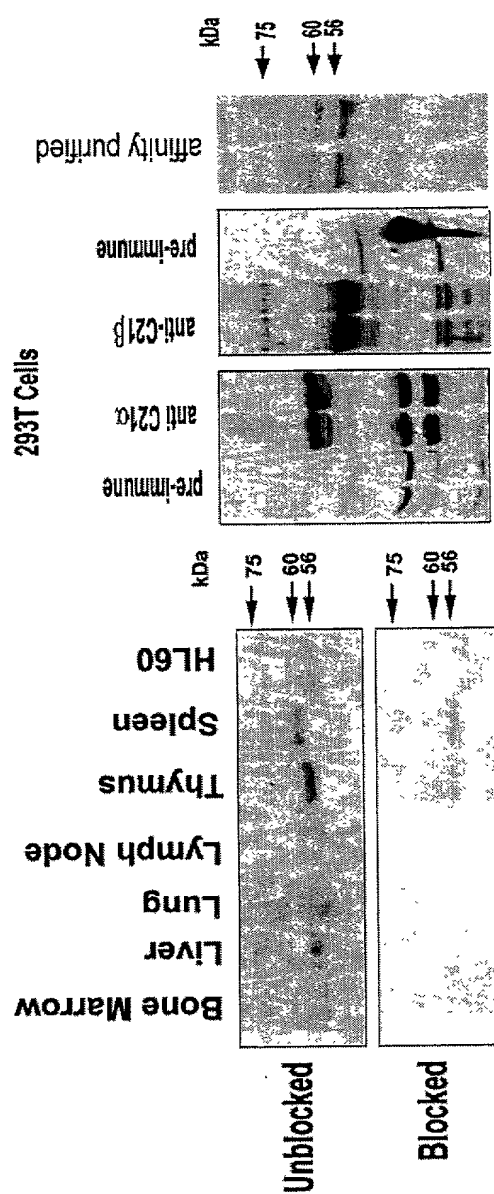 293T Cells
pre-immune
anti C21α
anti-C21β
pre-immune
affinity purified
kDa
75
60
56
Bone Marrow
Liver
Lung
Lymph Node
Thymus
Spleen
HL60
kDa
Unblocked
75
60
56
Blocked
75
60
56